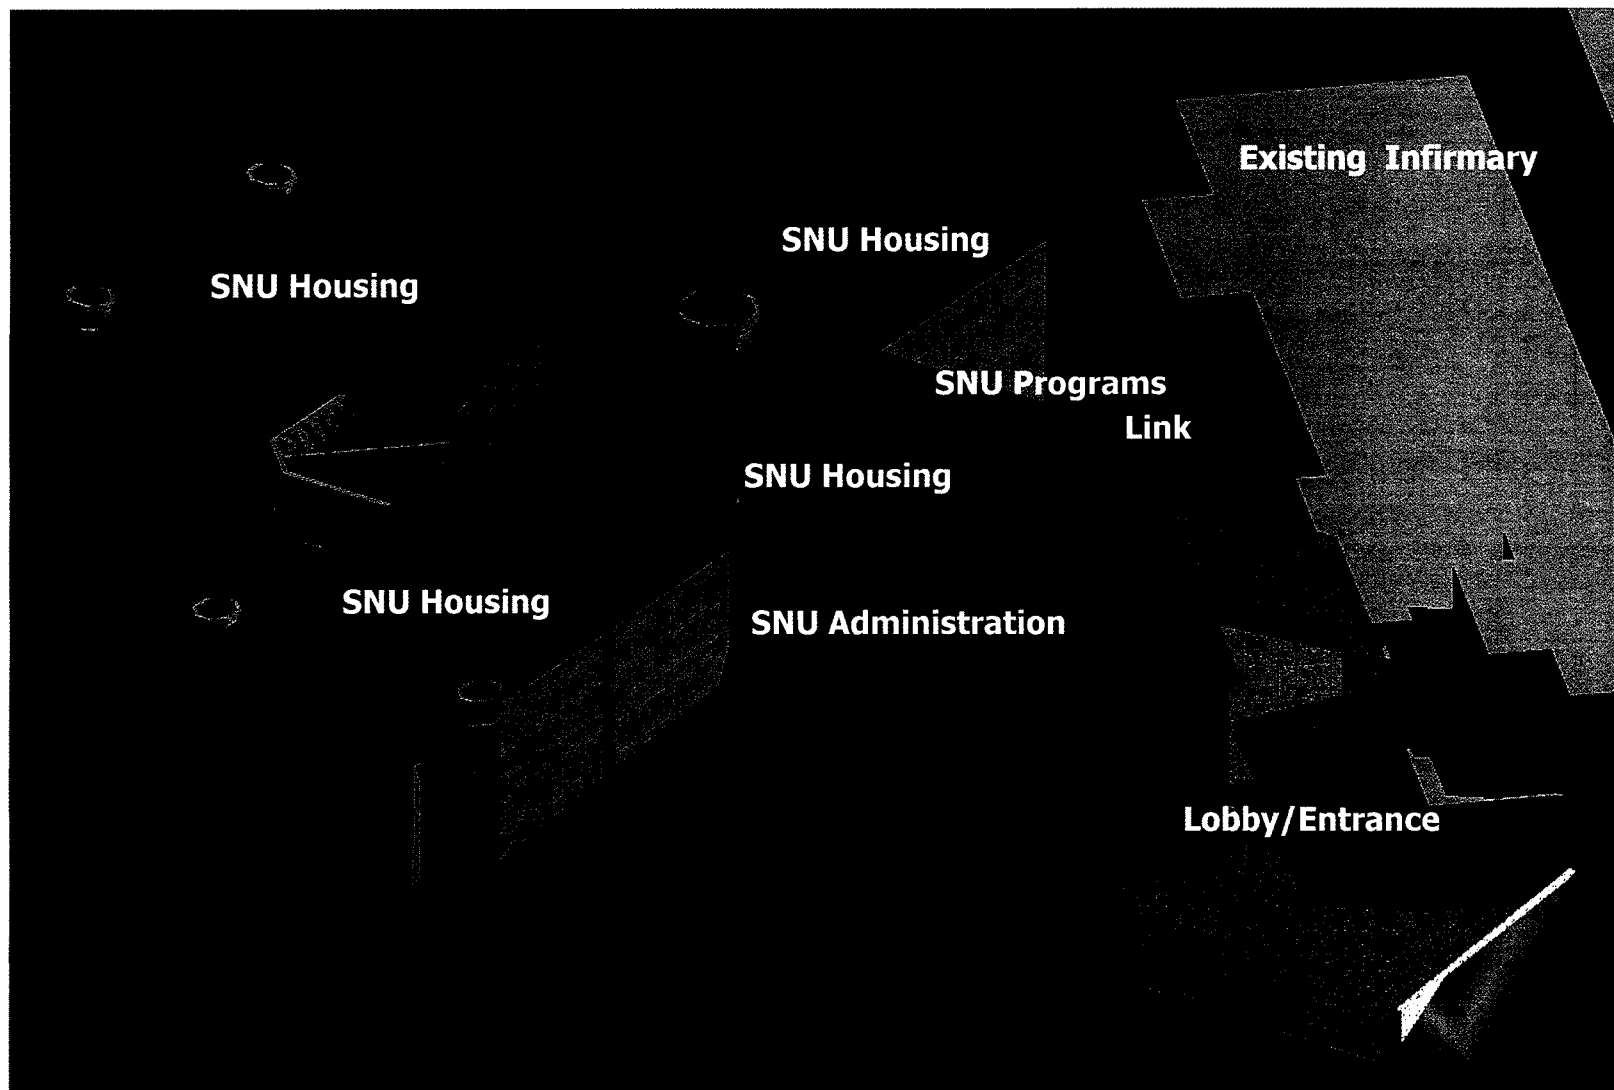 Existing Infirmary
SNU Housing
SNU Housing
SNU Programs
Link
SNU Housing
SNU Housing
SNU Administration
Lobby/Entrance